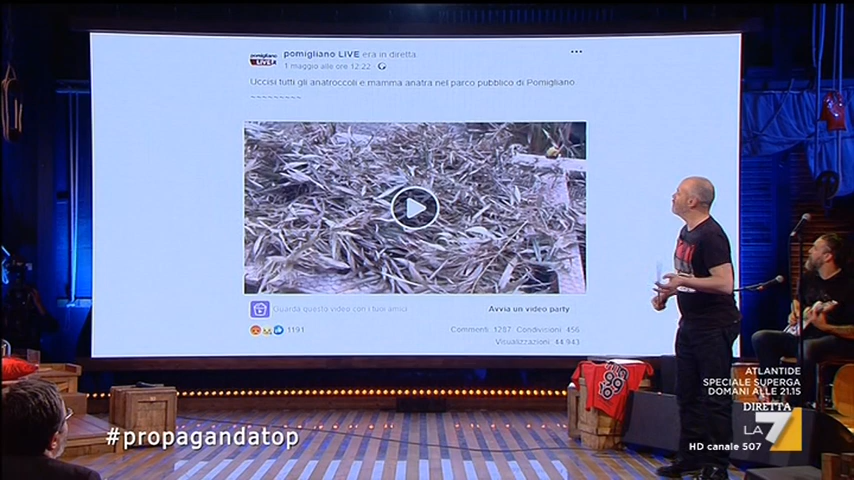 pomigliano LIVE era in diretta
1 maggio alle ore 12:22
Uccisi tutti gli anatroccoli e mamma anatra nel parco pubblico di Pomigliano
~~~~~~~~~
pomigliano
LIVE
Guarda questo video con i tuoi amici
Avvia un video party
1191
Commenti: 1287 Condivisioni: 456
Visualizzazioni: 44.943
ATLANTIDE
SPECIALE SUPERGA
DOMANI ALLE 21.15
DIRETTA
LA7
HD canale 507
#propagandatop